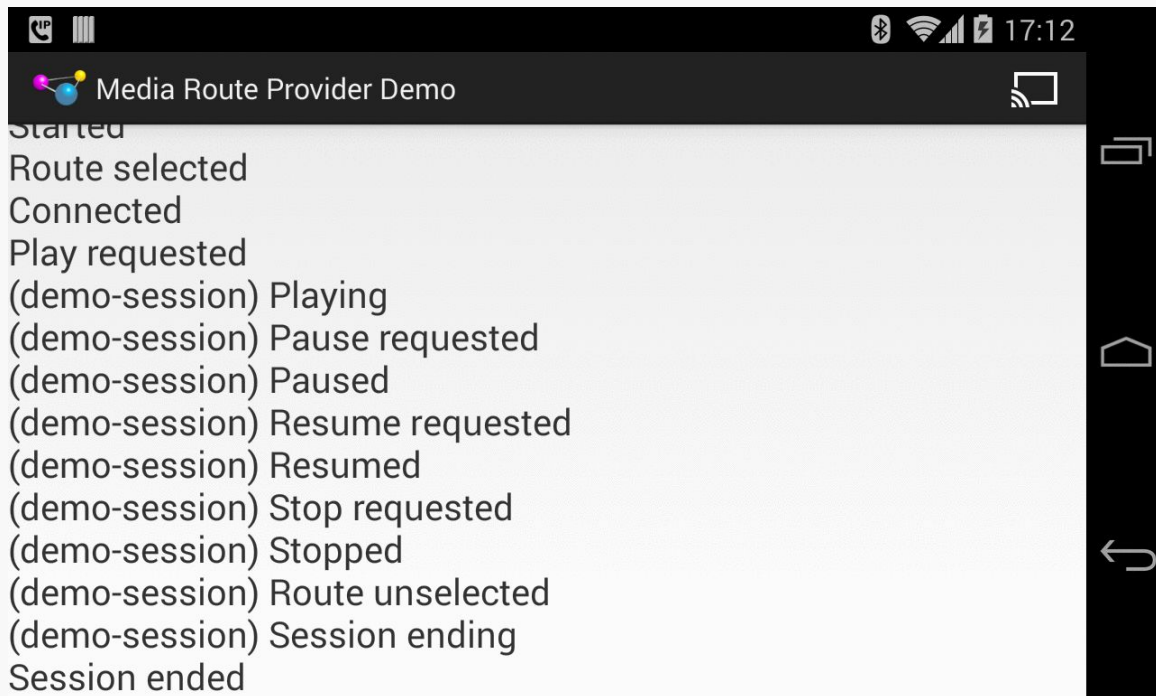 IP
17:12
Media Route Provider Demo
Started
Route selected
Connected
Play requested
(demo-session) Playing
(demo-session) Pause requested
(demo-session) Paused
(demo-session) Resume requested
(demo-session) Resumed
(demo-session) Stop requested
(demo-session) Stopped
(demo-session) Route unselected
(demo-session) Session ending
Session ended